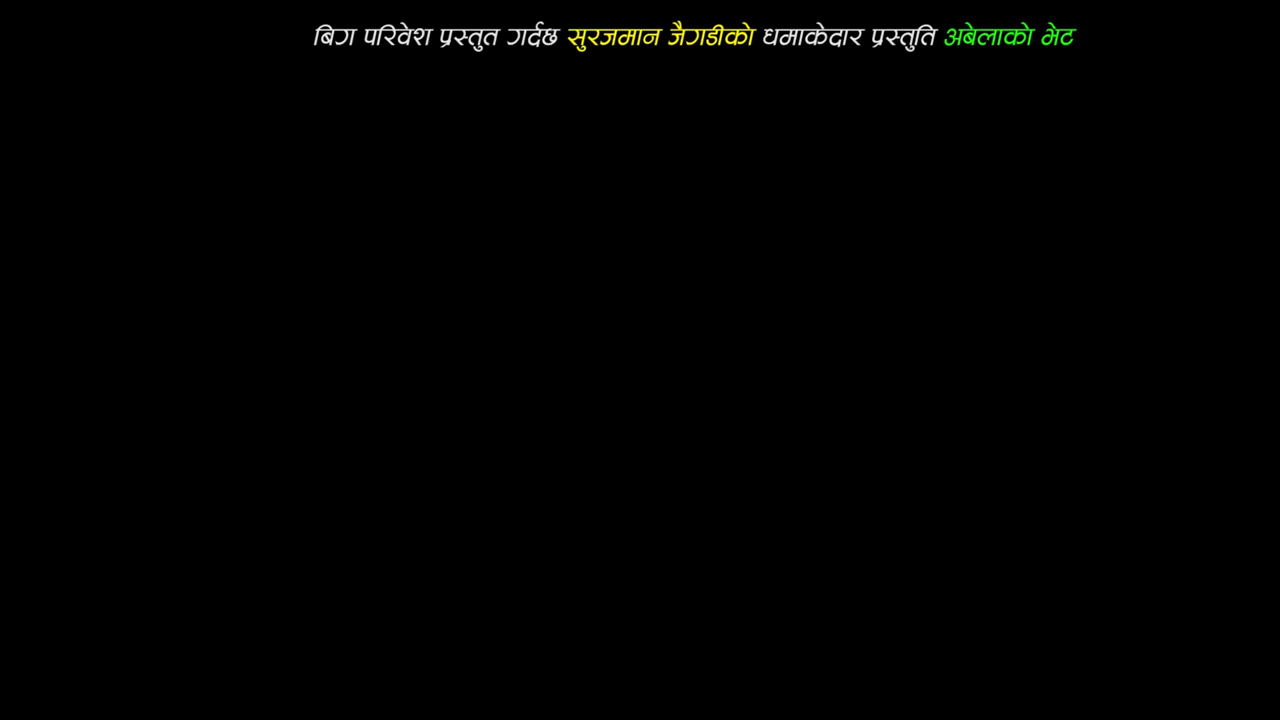 बिग परिवेश प्रस्तुत गर्दछ सुरजमान जैगडीको धमाकेदार प्रस्तुति अबेलाको भेट